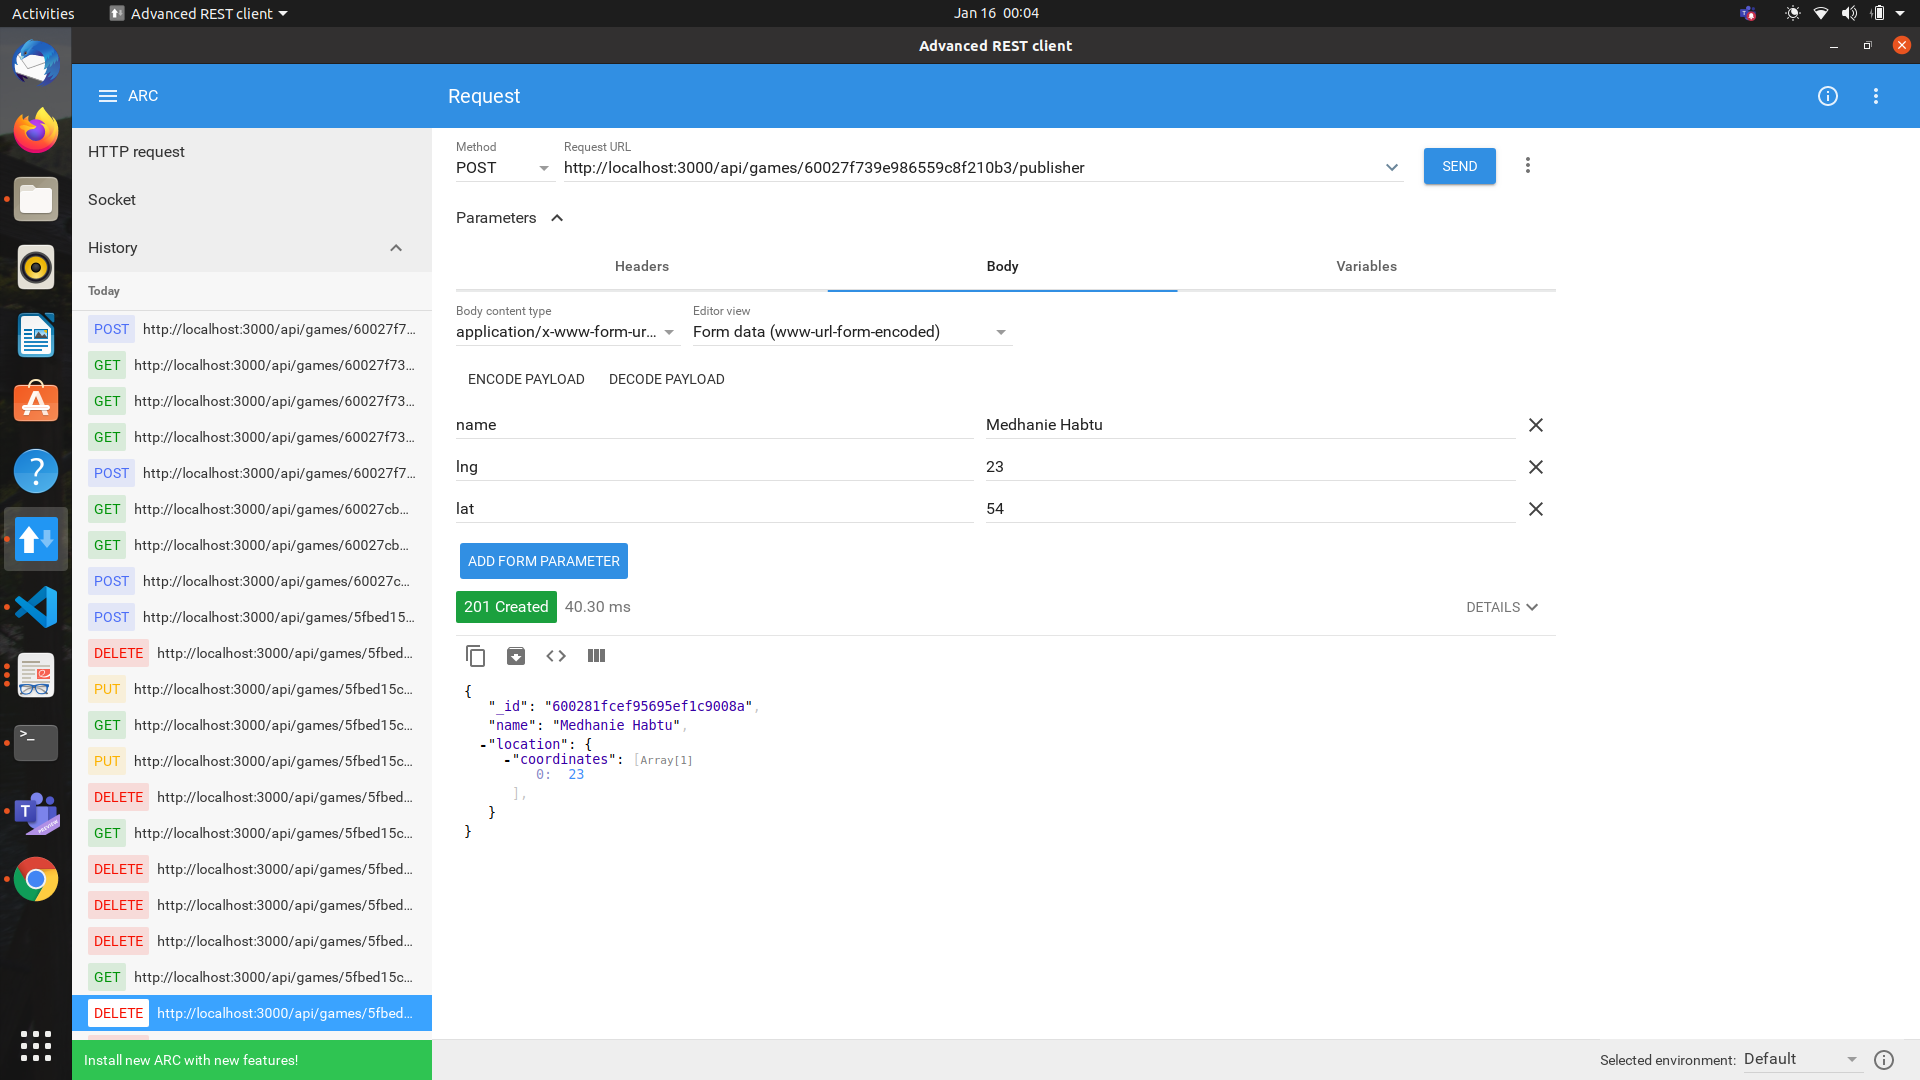 Activities
Advanced REST client
Jan 16 00:04
Advanced REST client
ARC
Request
HTTP request
Socket
History
Today
POST http://localhost:3000/api/games/60027f7...
GET http://localhost:3000/api/games/60027f73...
GET http://localhost:3000/api/games/60027f73...
GET http://localhost:3000/api/games/60027f73...
POST http://localhost:3000/api/games/60027f7...
GET http://localhost:3000/api/games/60027cb...
GET http://localhost:3000/api/games/60027cb...
POST http://localhost:3000/api/games/60027c...
POST http://localhost:3000/api/games/5fbed15...
DELETE http://localhost:3000/api/games/5fbed...
PUT http://localhost:3000/api/games/5fbed15c...
GET http://localhost:3000/api/games/5fbed15c...
PUT http://localhost:3000/api/games/5fbed15c...
DELETE http://localhost:3000/api/games/5fbed...
GET http://localhost:3000/api/games/5fbed15c...
DELETE http://localhost:3000/api/games/5fbed...
DELETE http://localhost:3000/api/games/5fbed...
DELETE http://localhost:3000/api/games/5fbed...
GET http://localhost:3000/api/games/5fbed15c...
DELETE http://localhost:3000/api/games/5fbed...
Install new ARC with new features!
Method
POST
Request URL
http://localhost:3000/api/games/60027f739e986559c8f210b3/publisher
SEND
Parameters
Headers
Body
Variables
Body content type
application/x-www-form-ur...
Editor view
Form data (www-url-form-encoded)
ENCODE PAYLOAD
DECODE PAYLOAD
name
Medhanie Habtu
lng
23
lat
54
ADD FORM PARAMETER
201 Created
40.30 ms
DETAILS
{
"_id": "600281fcef95695ef1c9008a",
"name": "Medhanie Habtu",
-"location": {
-"coordinates": [Array[1]
0: 23
],
}
}
Selected environment:
Default